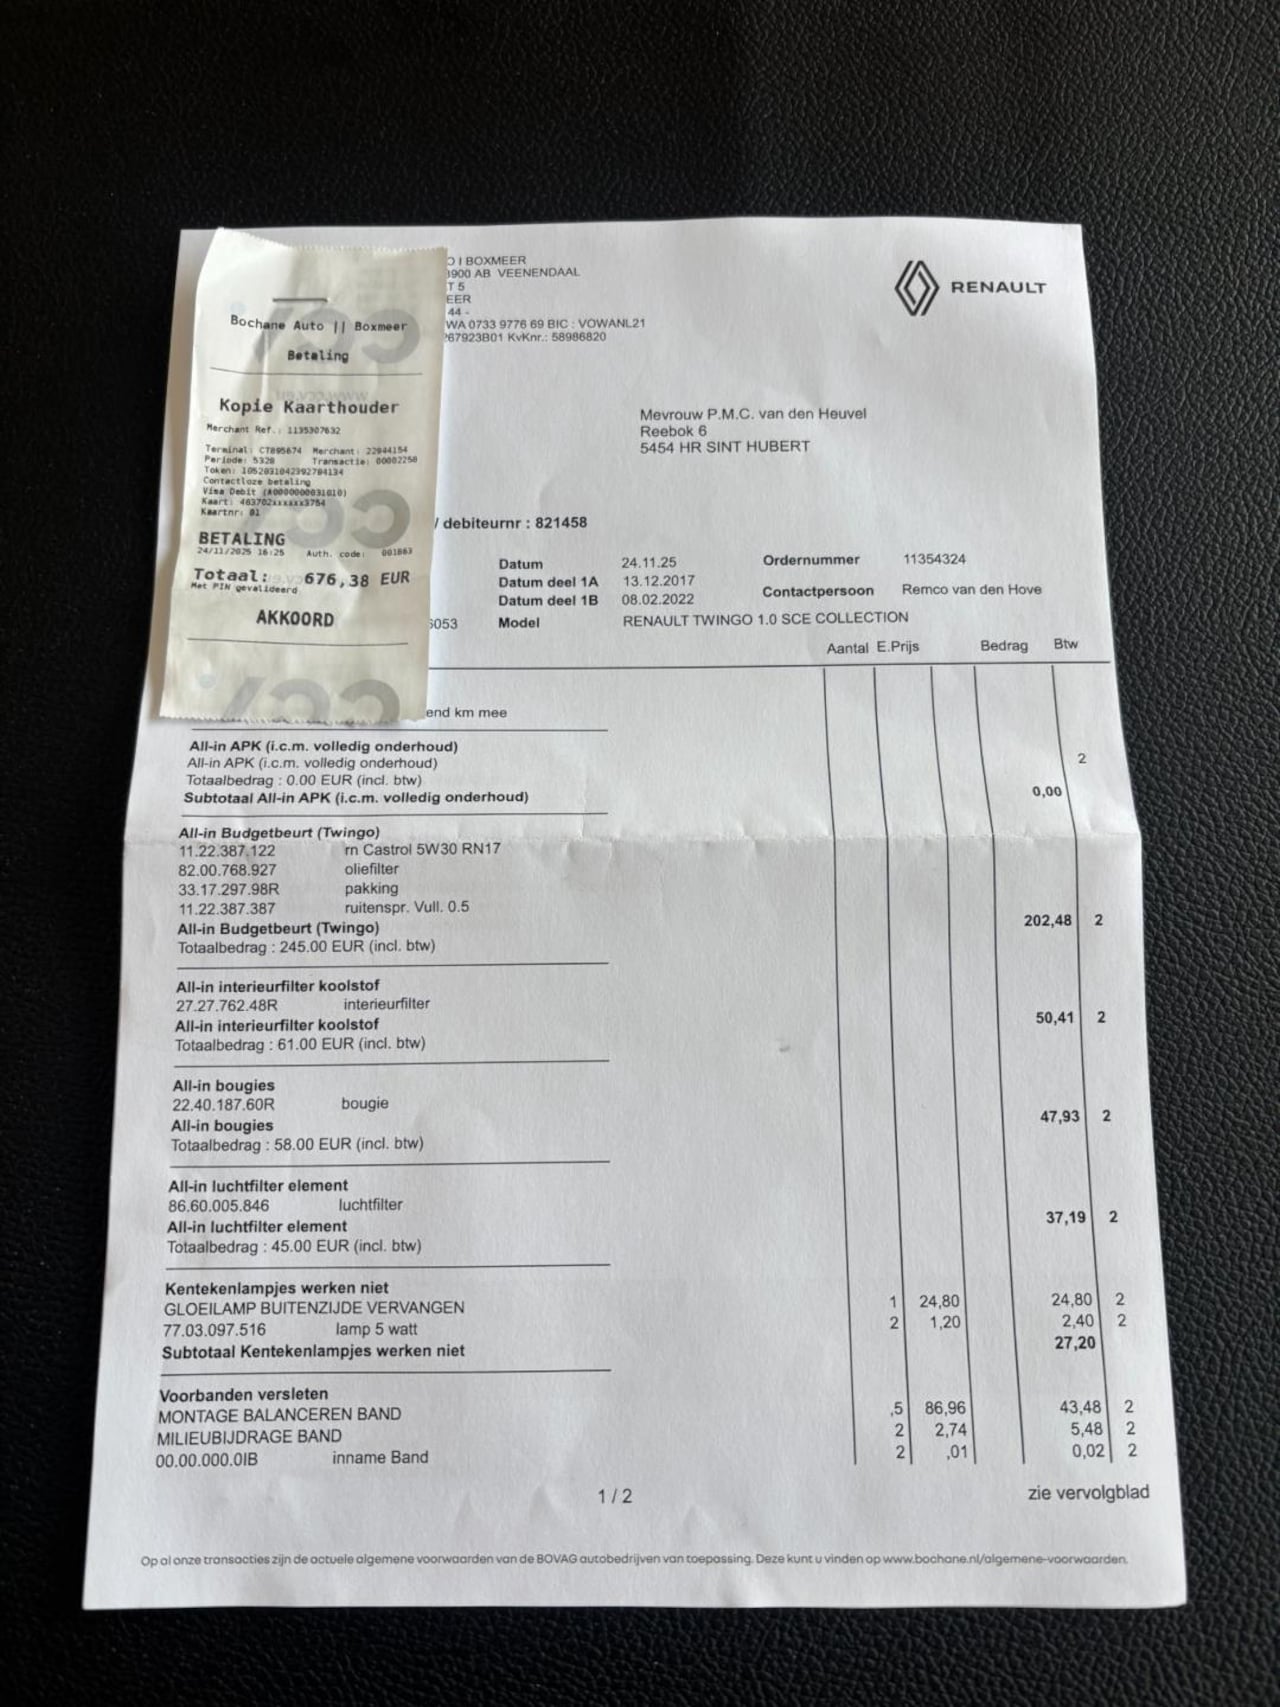 Bochane Auto || Boxmeer
Betaling
Kopie Kaarthouder
Merchant Ref.: 1135307632
Terminal: CT895674 Merchant: 22044154
Periode: 5328 Transactie: 00002250
Contactloze betaling
Visa Debit (A0000000031010)
Kaart: 463702xxxxxx3754
Kaartnr: 01
BETALING
24/11/2025 16:25 Auth. code: 001863
Totaal: 676,38 EUR
Met PIN gevalideerd
AKKOORD
I BOXMEER
3900 AB VEENENDAAL
T 5
EER
44 -
WA 0733 9776 69 BIC : VOWANL21
267923B01 KvKnr.: 58986820
RENAULT
Mevrouw P.M.C. van den Heuvel
Reebok 6
5454 HR SINT HUBERT
/ debiteurnr : 821458
Datum 24.11.25 Ordernummer 11354324
Datum deel 1A 13.12.2017
Datum deel 1B 08.02.2022 Contactpersoon Remco van den Hove
6053 Model RENAULT TWINGO 1.0 SCE COLLECTION
Aantal E.Prijs Bedrag Btw
end km mee
All-in APK (i.c.m. volledig onderhoud)
All-in APK (i.c.m. volledig onderhoud) 2
Totaalbedrag : 0.00 EUR (incl. btw)
Subtotaal All-in APK (i.c.m. volledig onderhoud) 0,00
All-in Budgetbeurt (Twingo)
11.22.387.122 rn Castrol 5W30 RN17
82.00.768.927 oliefilter
33.17.297.98R pakking
11.22.387.387 ruitenspr. Vull. 0.5
All-in Budgetbeurt (Twingo) 202,48 2
Totaalbedrag : 245.00 EUR (incl. btw)
All-in interieurfilter koolstof
27.27.762.48R interieurfilter
All-in interieurfilter koolstof 50,41 2
Totaalbedrag : 61.00 EUR (incl. btw)
All-in bougies
22.40.187.60R bougie
All-in bougies 47,93 2
Totaalbedrag : 58.00 EUR (incl. btw)
All-in luchtfilter element
86.60.005.846 luchtfilter
All-in luchtfilter element 37,19 2
Totaalbedrag : 45.00 EUR (incl. btw)
Kentekenlampjes werken niet
GLOEILAMP BUITENZIJDE VERVANGEN 1 24,80 24,80 2
77.03.097.516 lamp 5 watt 2 1,20 2,40 2
Subtotaal Kentekenlampjes werken niet 27,20
Voorbanden versleten
MONTAGE BALANCEREN BAND ,5 86,96 43,48 2
MILIEUBIJDRAGE BAND 2 2,74 5,48 2
00.00.000.0IB inname Band 2 ,01 0,02 2
1 / 2
zie vervolgblad
Op al onze transacties zijn de actuele algemene voorwaarden van de BOVAG autobedrijven van toepassing. Deze kunt u vinden op www.bochane.nl/algemene-voorwaarden.